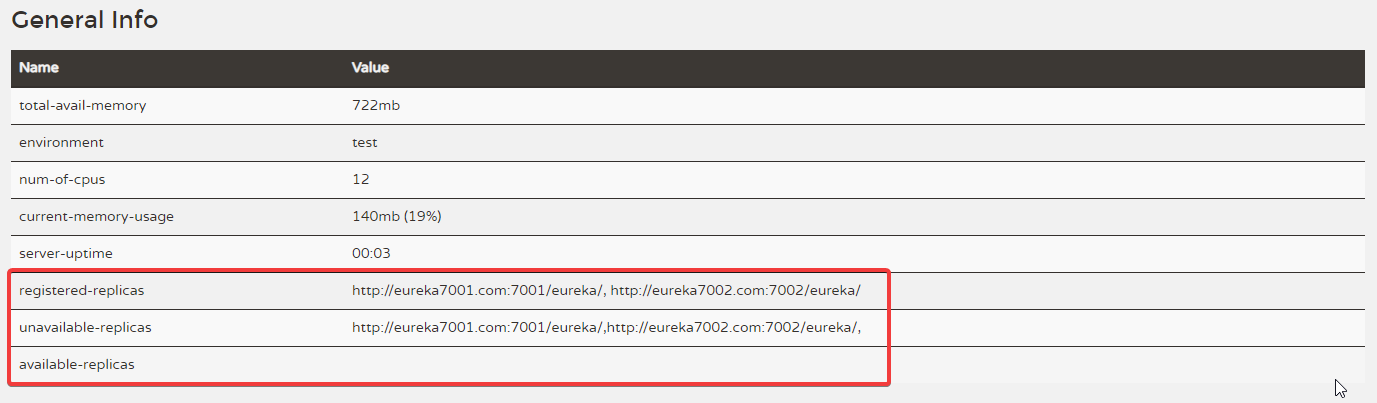 General Info
Name Value
total-avail-memory 722mb
environment test
num-of-cpus 12
current-memory-usage 140mb (19%)
server-uptime 00:03
registered-replicas http://eureka7001.com:7001/eureka/, http://eureka7002.com:7002/eureka/
unavailable-replicas http://eureka7001.com:7001/eureka/,http://eureka7002.com:7002/eureka/,
available-replicas